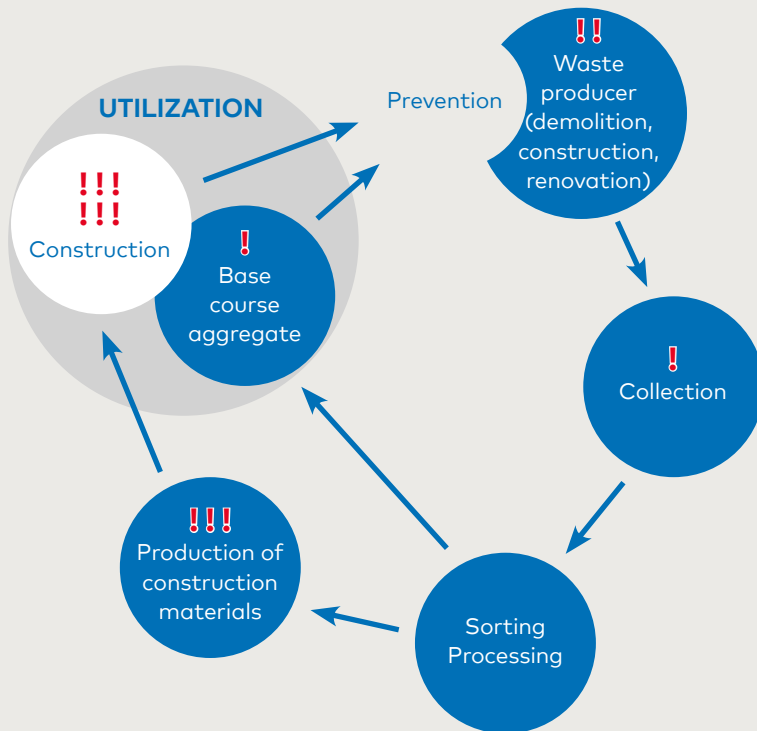 UTILIZATION
!!!
!!!
Construction
!
Base
course
aggregate
Prevention
!!
Waste
producer
(demolition,
construction,
renovation)
!
Collection
Sorting
Processing
!!!
Production of
construction
materials